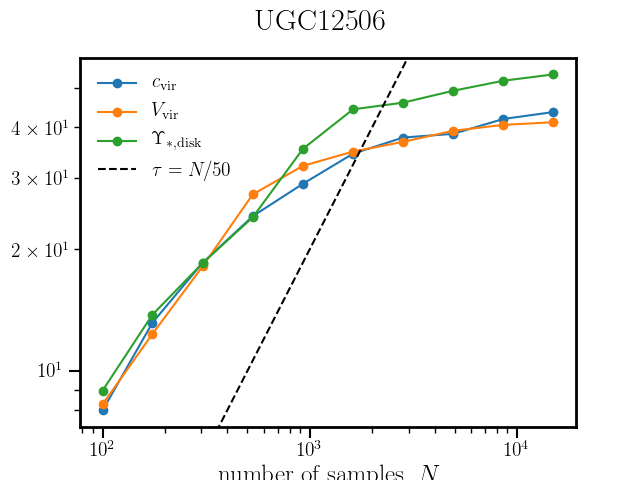 UGC12506
c_vir
V_vir
Υ_*,disk
τ = N/50
4 × 10^1
3 × 10^1
2 × 10^1
10^1
10^2 10^3 10^4
number of samples, N